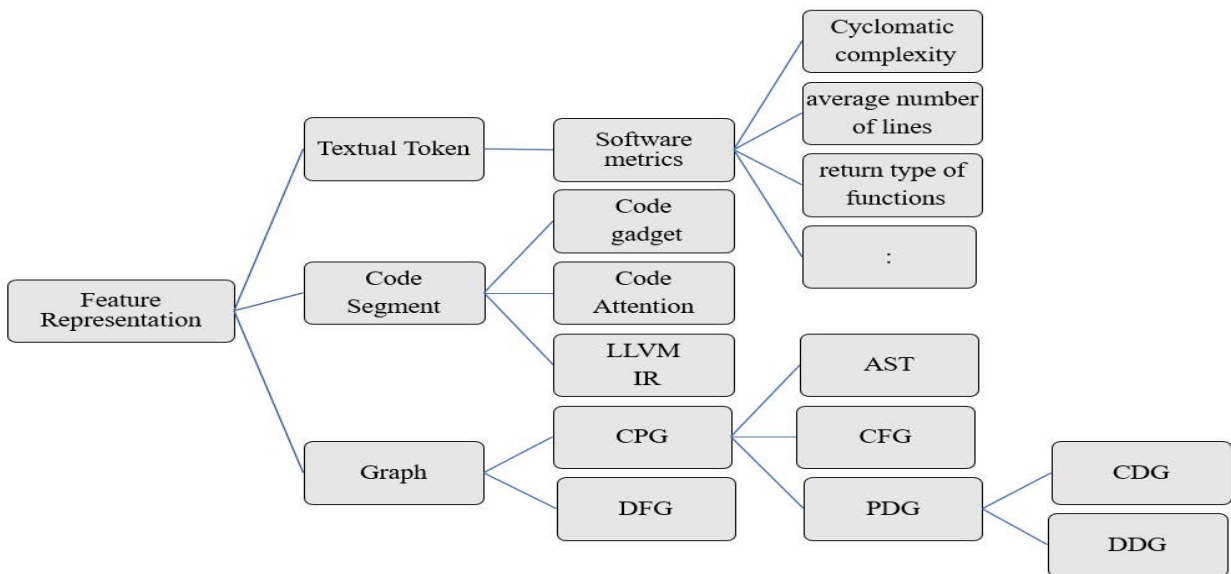 Cyclomatic
complexity
average number
of lines
Textual Token
Software
metrics
return type of
functions
Code
gadget
:
Feature
Representation
Code
Segment
Code
Attention
LLVM
IR
AST
Graph
CPG
CFG
CDG
DFG
PDG
DDG